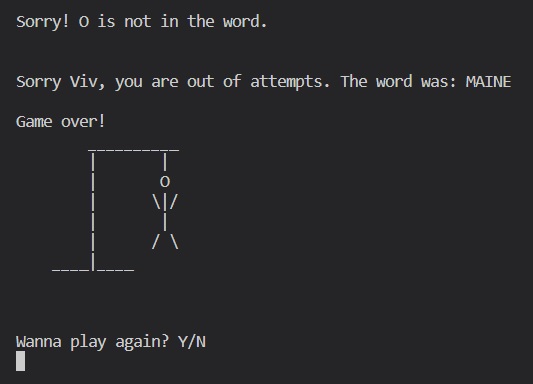 Sorry! O is not in the word.
Sorry Viv, you are out of attempts. The word was: MAINE
Game over!
    __________
    |       |
    |       O
    |      \|/
    |       |
    |      / \
____|____
Wanna play again? Y/N